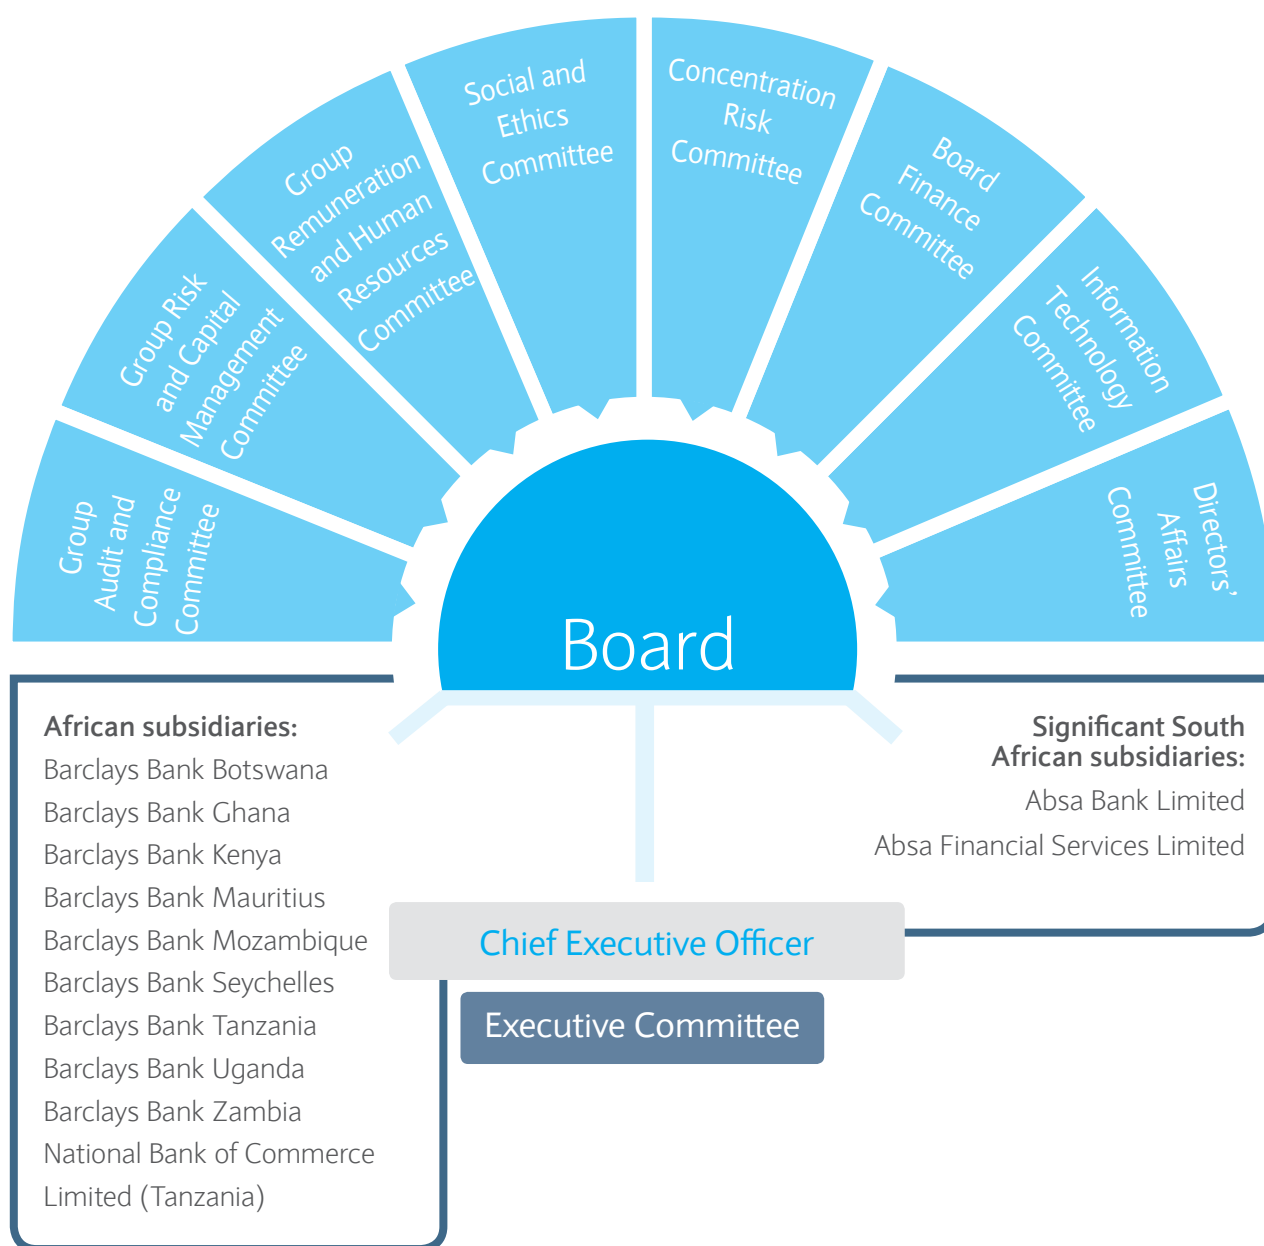 Group
Audit and
Compliance
Committee
Group Risk
and Capital
Management
Committee
Group
Remuneration
and Human
Resources
Committee
Social and
Ethics
Committee
Concentration
Risk
Committee
Board
Finance
Committee
Information
Technology
Committee
Directors’
Affairs
Committee
Board
African subsidiaries:
Barclays Bank Botswana
Barclays Bank Ghana
Barclays Bank Kenya
Barclays Bank Mauritius
Barclays Bank Mozambique
Barclays Bank Seychelles
Barclays Bank Tanzania
Barclays Bank Uganda
Barclays Bank Zambia
National Bank of Commerce
Limited (Tanzania)
Significant South
African subsidiaries:
Absa Bank Limited
Absa Financial Services Limited
Chief Executive Officer
Executive Committee